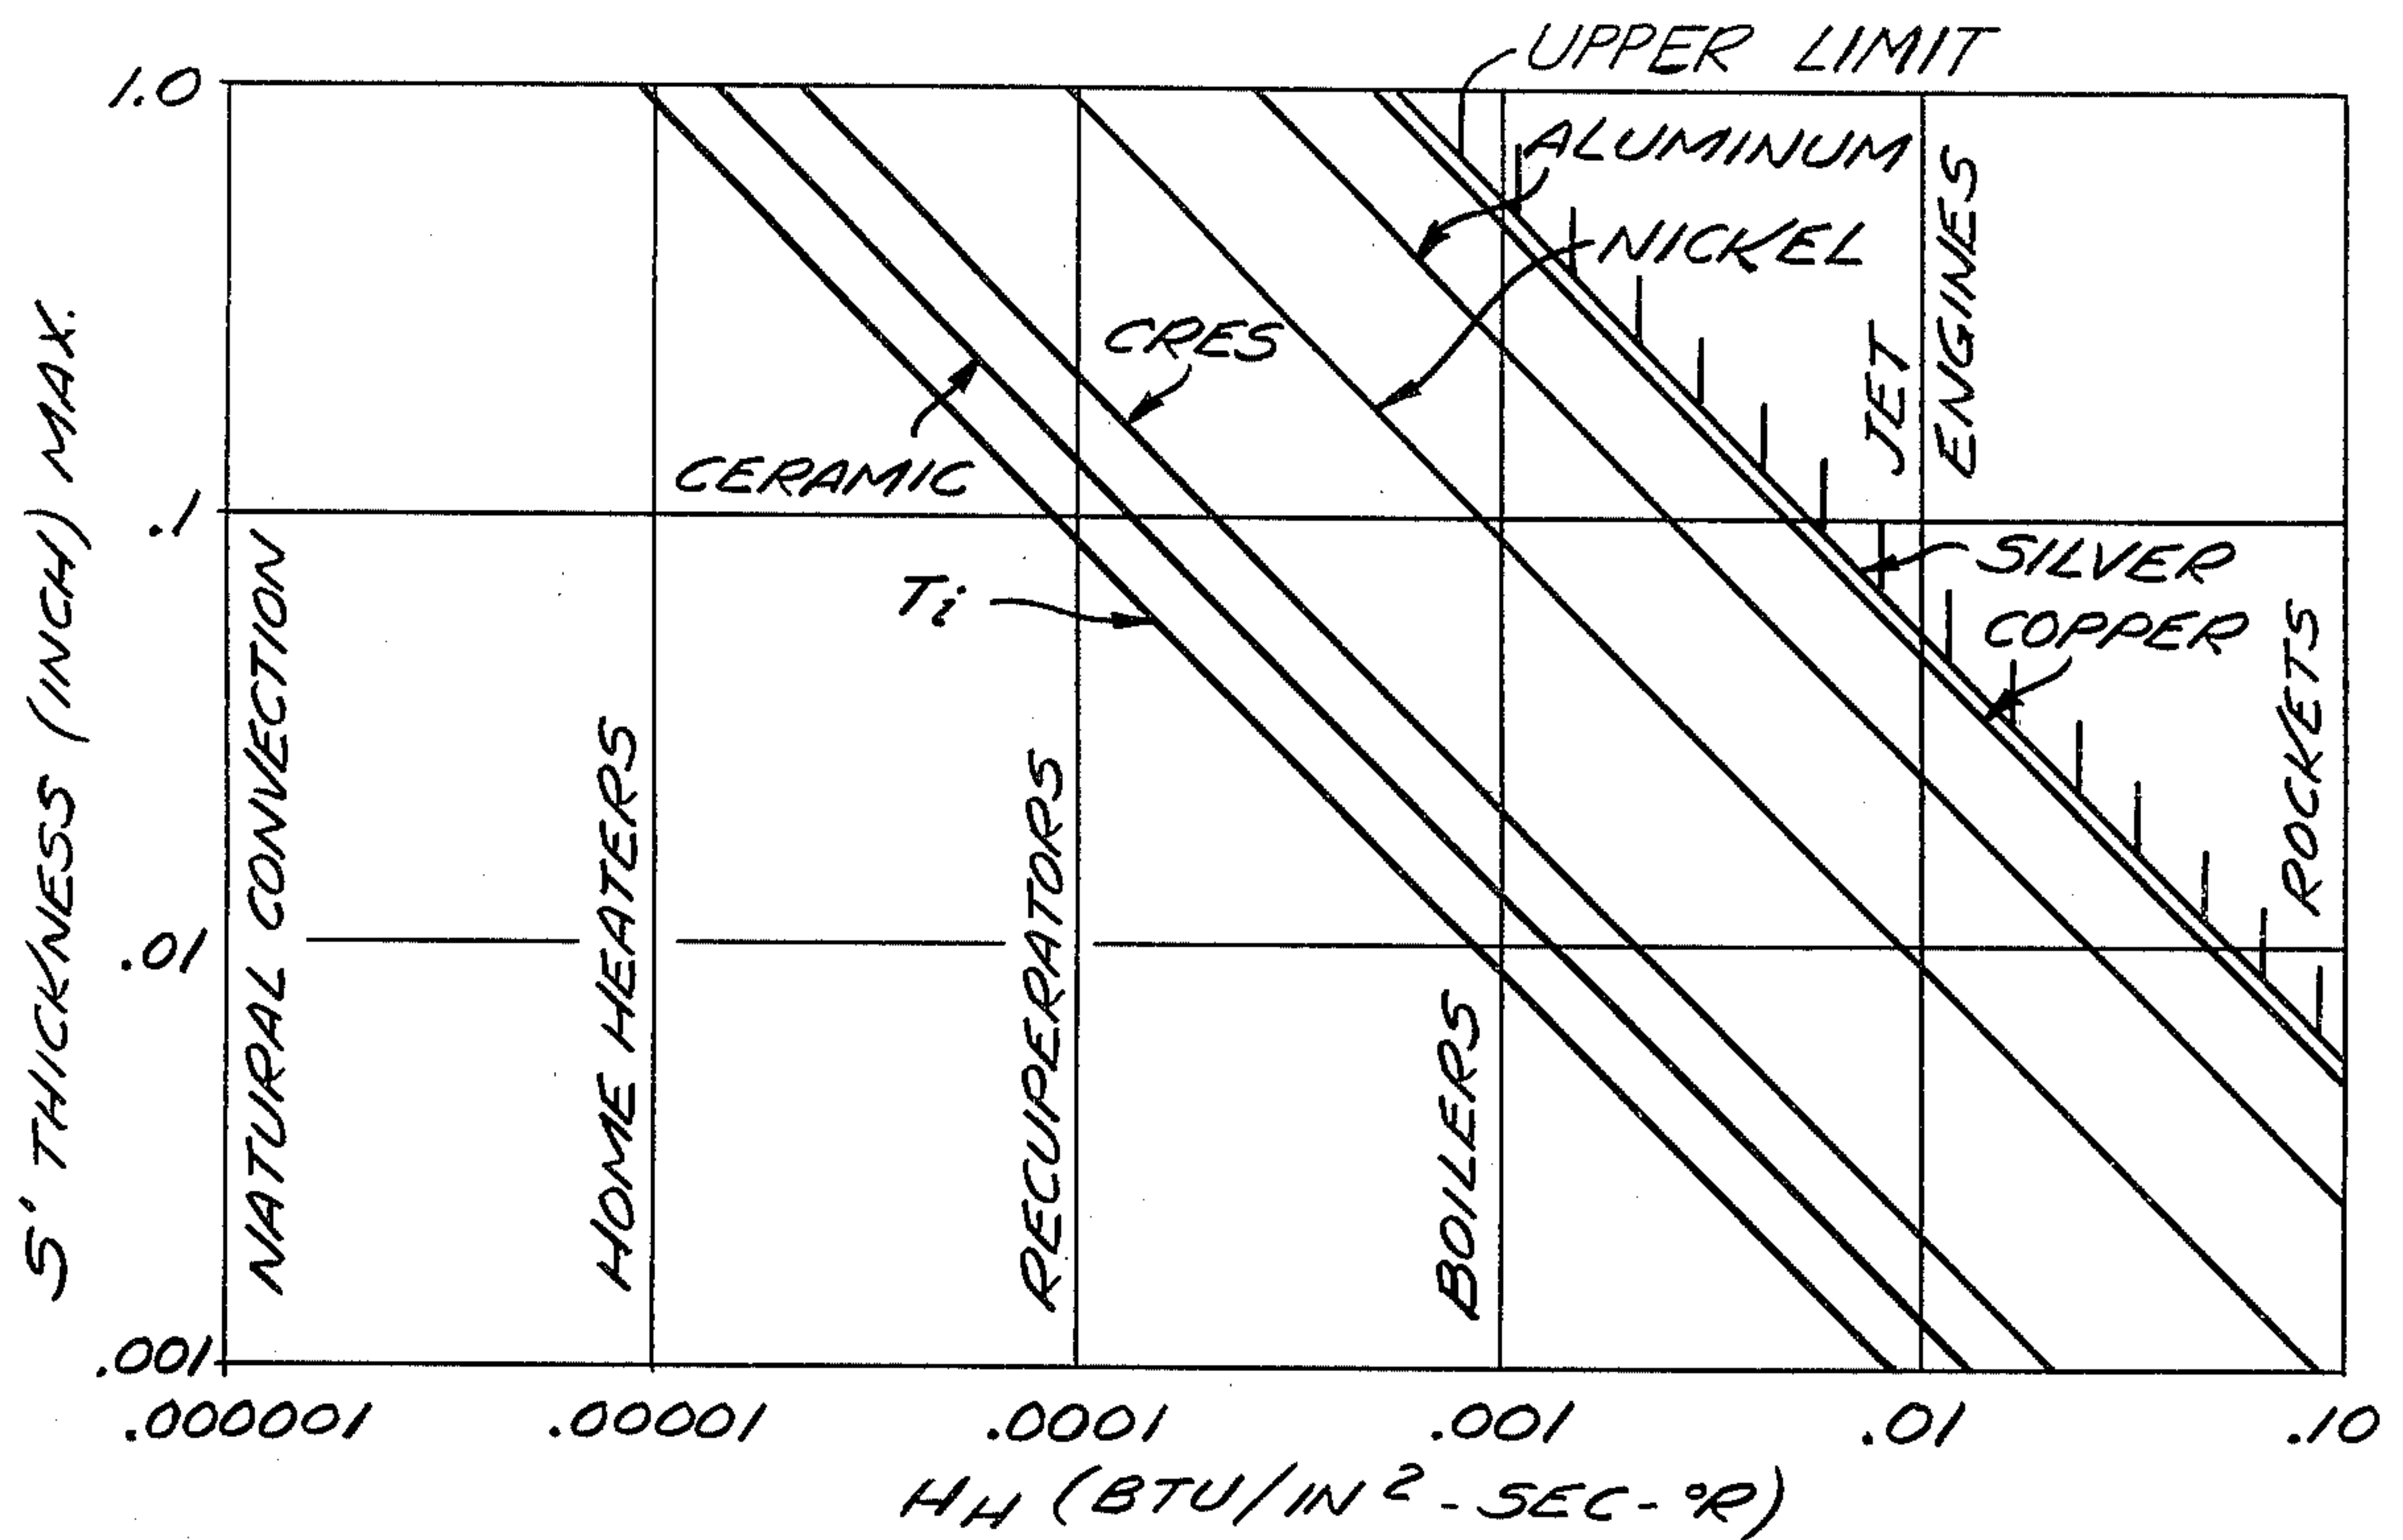 UPPER LIMIT
1.0
ALUMINUM
NICKEL
CRES
JET
ENGINES
CERAMIC
.1
SILVER
Ti
COPPER
S' THICKNESS (INCH) MAX.
NATURAL CONVECTION
HOME HEATERS
RECUPERATORS
BOILERS
ROCKETS
.01
.001
.000001
.00001
.0001
.001
.01
.10
HH (BTU/IN2-SEC-°R)